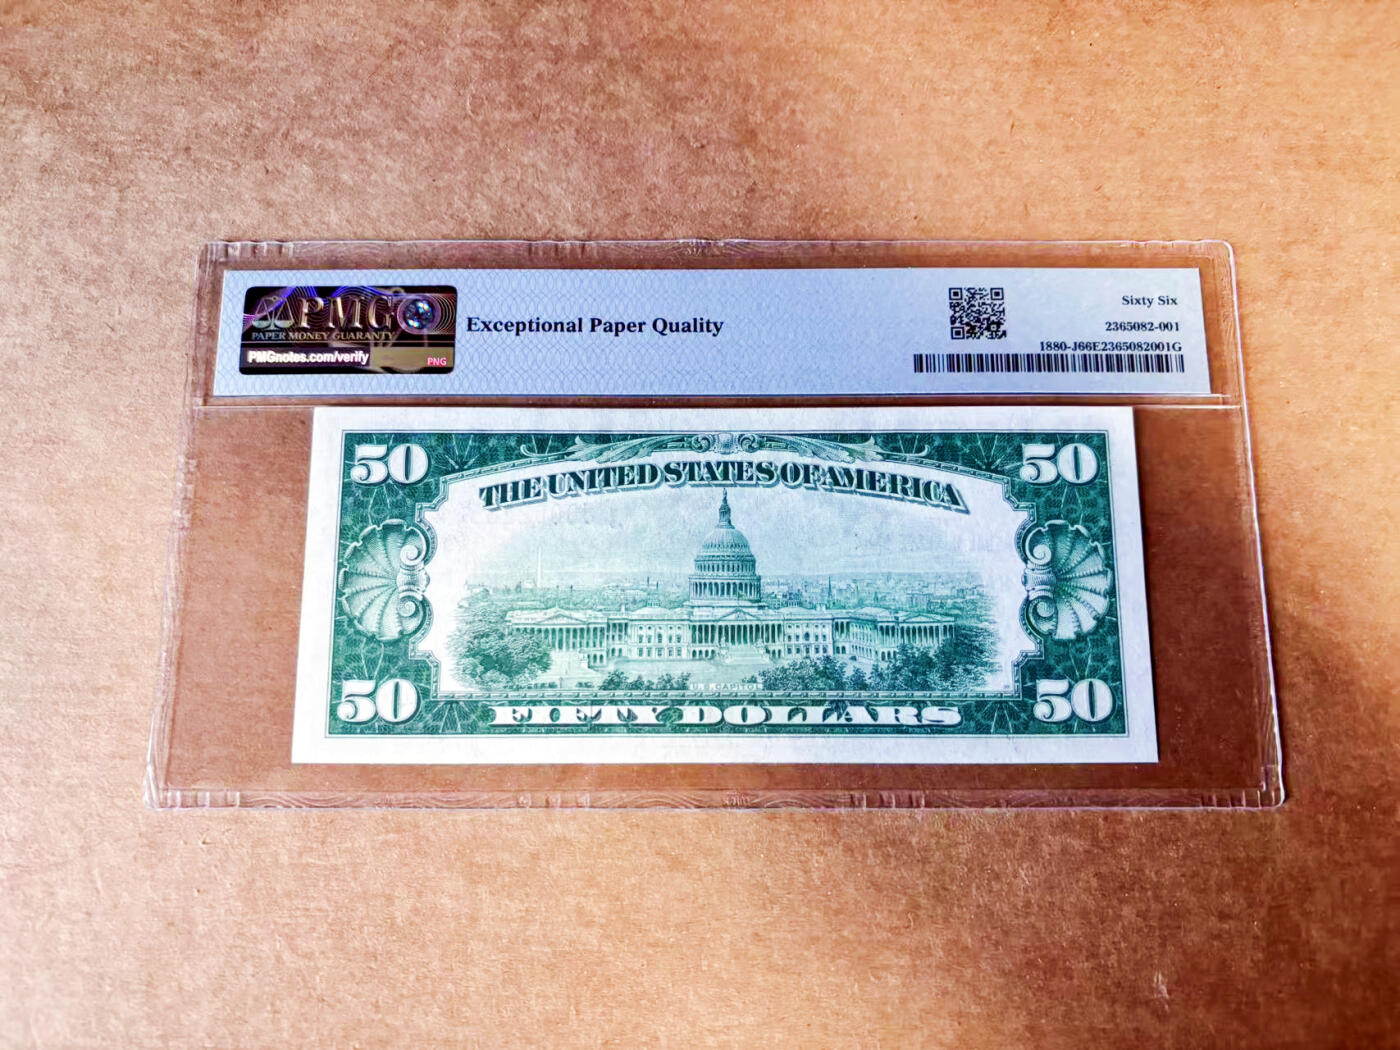 PMG
PAPER MONEY GUARANTY
PMGnotes.com/verify
PNG
Exceptional Paper Quality
Sixty Six
2365082-001
1880-J66E2365082001G
50 50
THE UNITED STATES OF AMERICA
U.S. CAPITOL
50 50
FIFTY DOLLARS